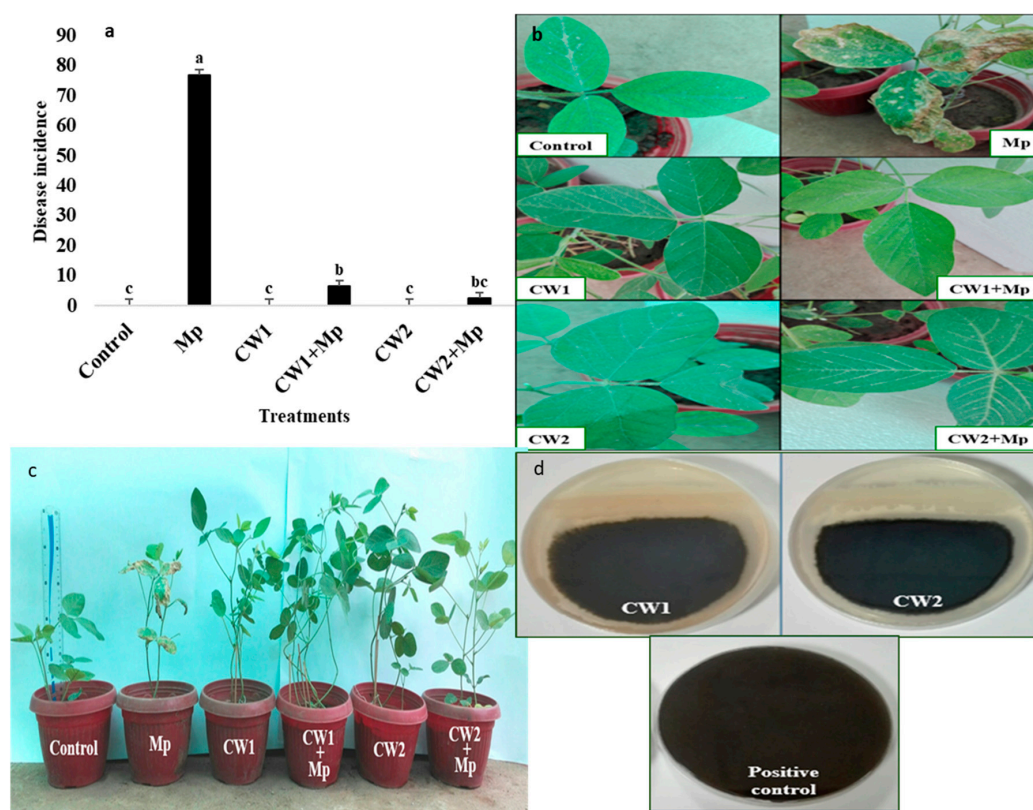 a
90
80
70
60
50
40
30
20
10
0
Disease incidence
a
c
c
b
c
bc
Control
Mp
CW1
CW1+Mp
CW2
CW2+Mp
Treatments
b
Control
Mp
CW1
CW1+Mp
CW2
CW2+Mp
c
Control
Mp
CW1
CW1
+
Mp
CW2
CW2
+
Mp
d
CW1
CW2
Positive
control